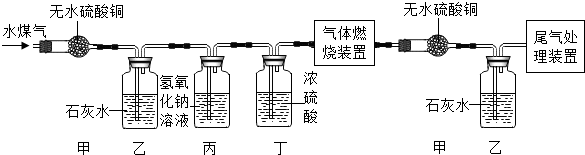 无水硫酸铜
水煤气
石灰水
氢氧
化钠
溶液
浓
硫
酸
气体燃
烧装置
无水硫酸铜
石灰水
尾气处
理装置
甲 乙 丙 丁 甲 乙